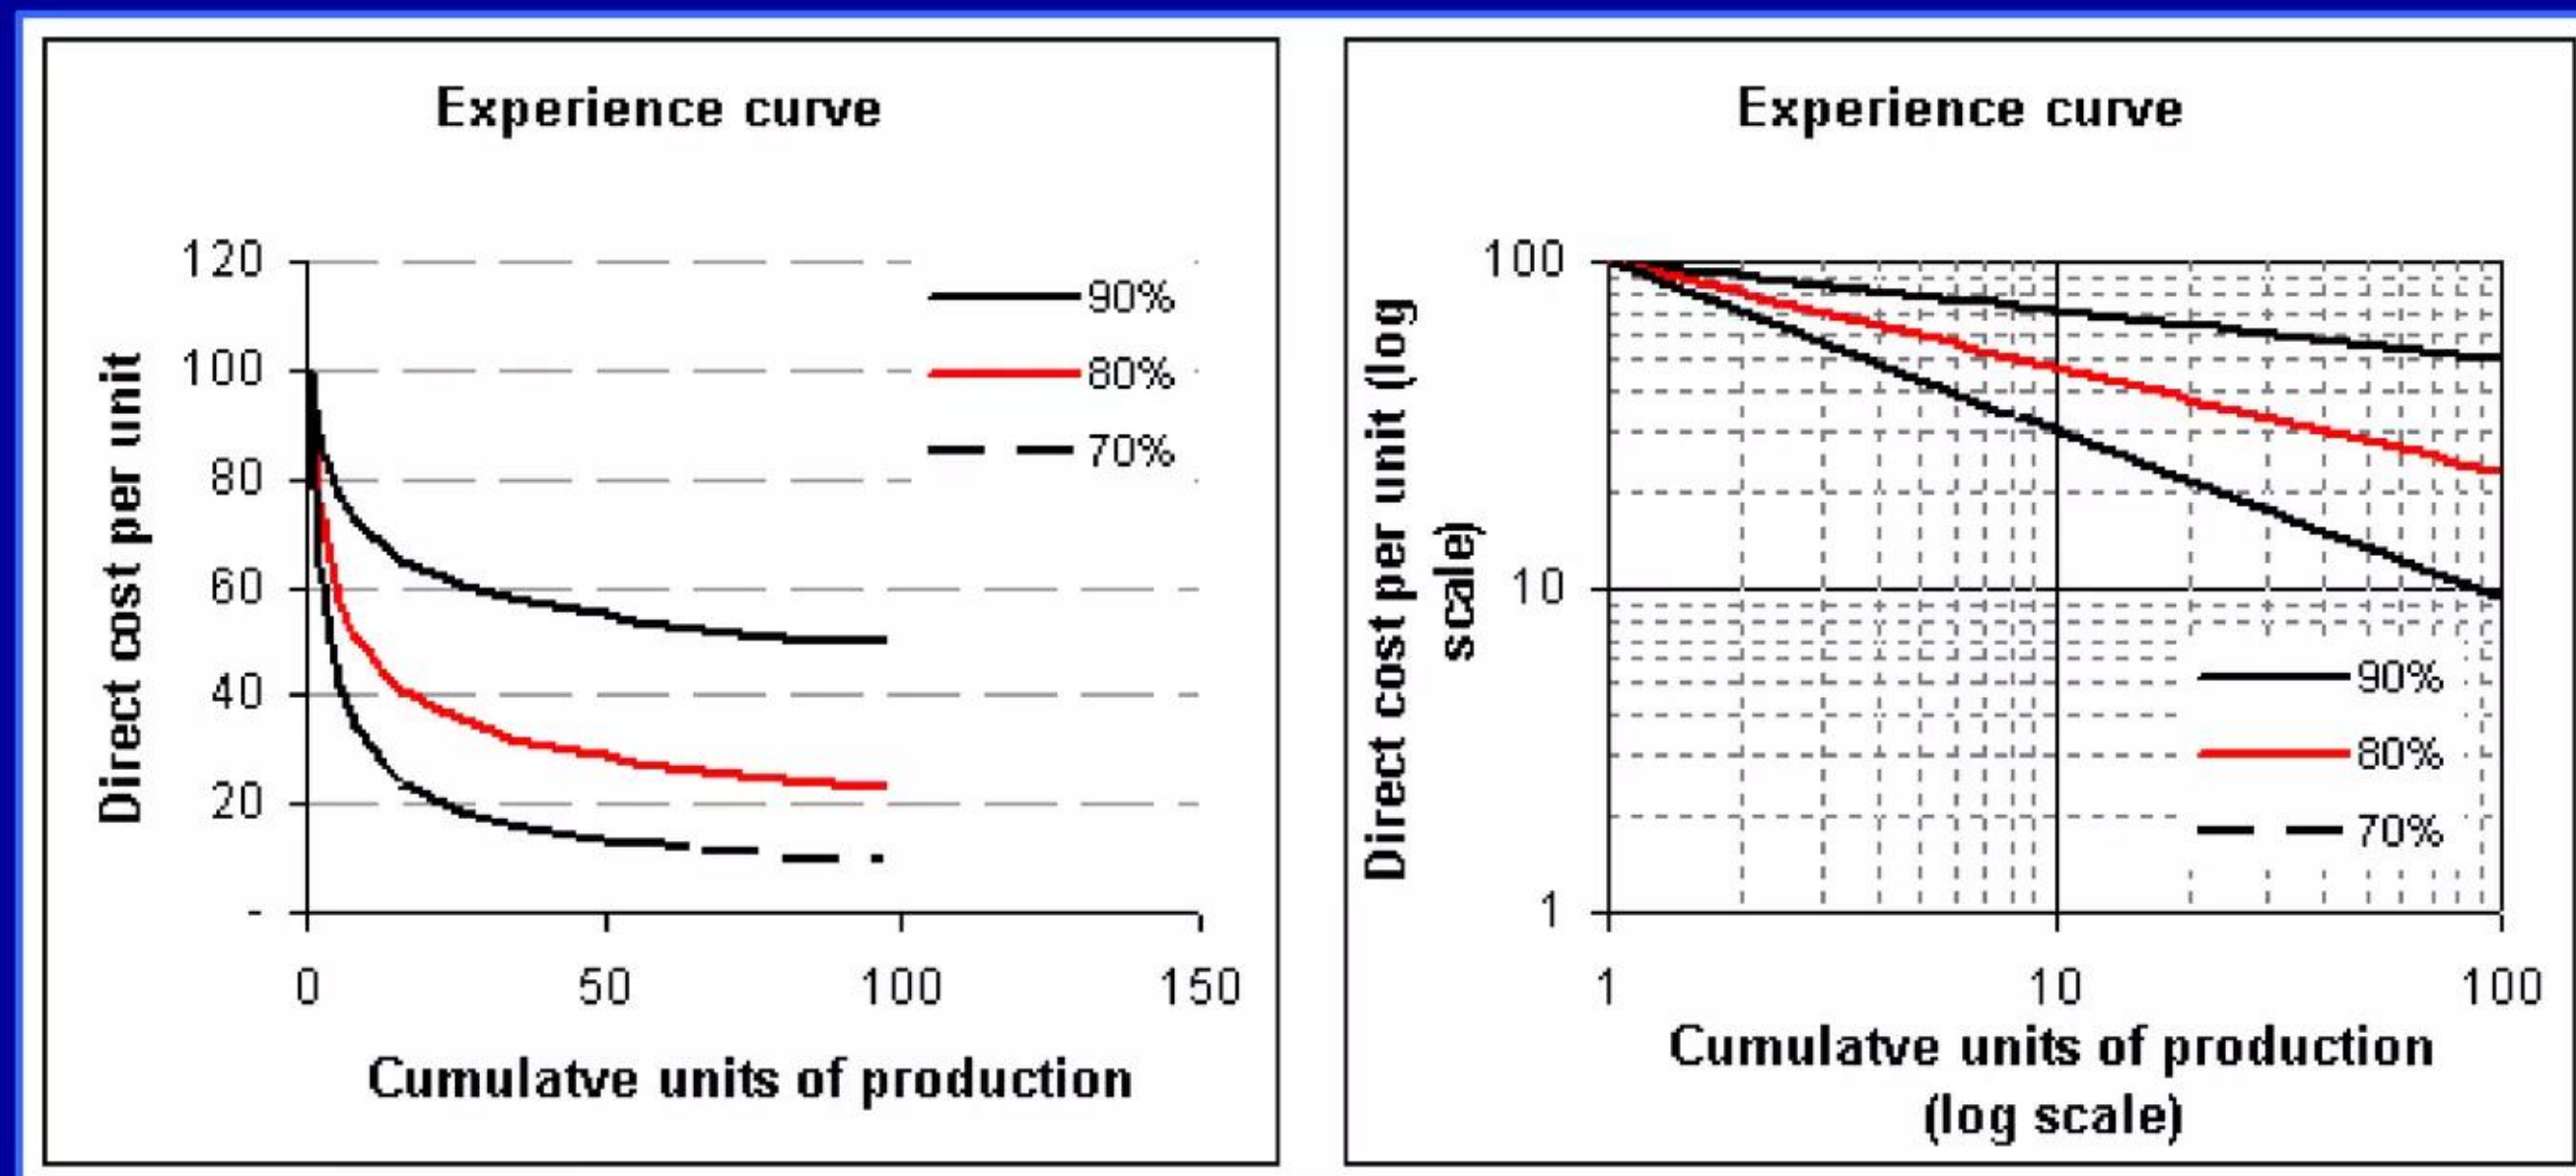 Experience curve
Direct cost per unit
120
100
80
60
40
20
-
0
50
100
150
90%
80%
70%
Cumulatve units of production
Experience curve
Direct cost per unit (log
scale)
100
10
1
1
10
100
90%
80%
70%
Cumulatve units of production
(log scale)